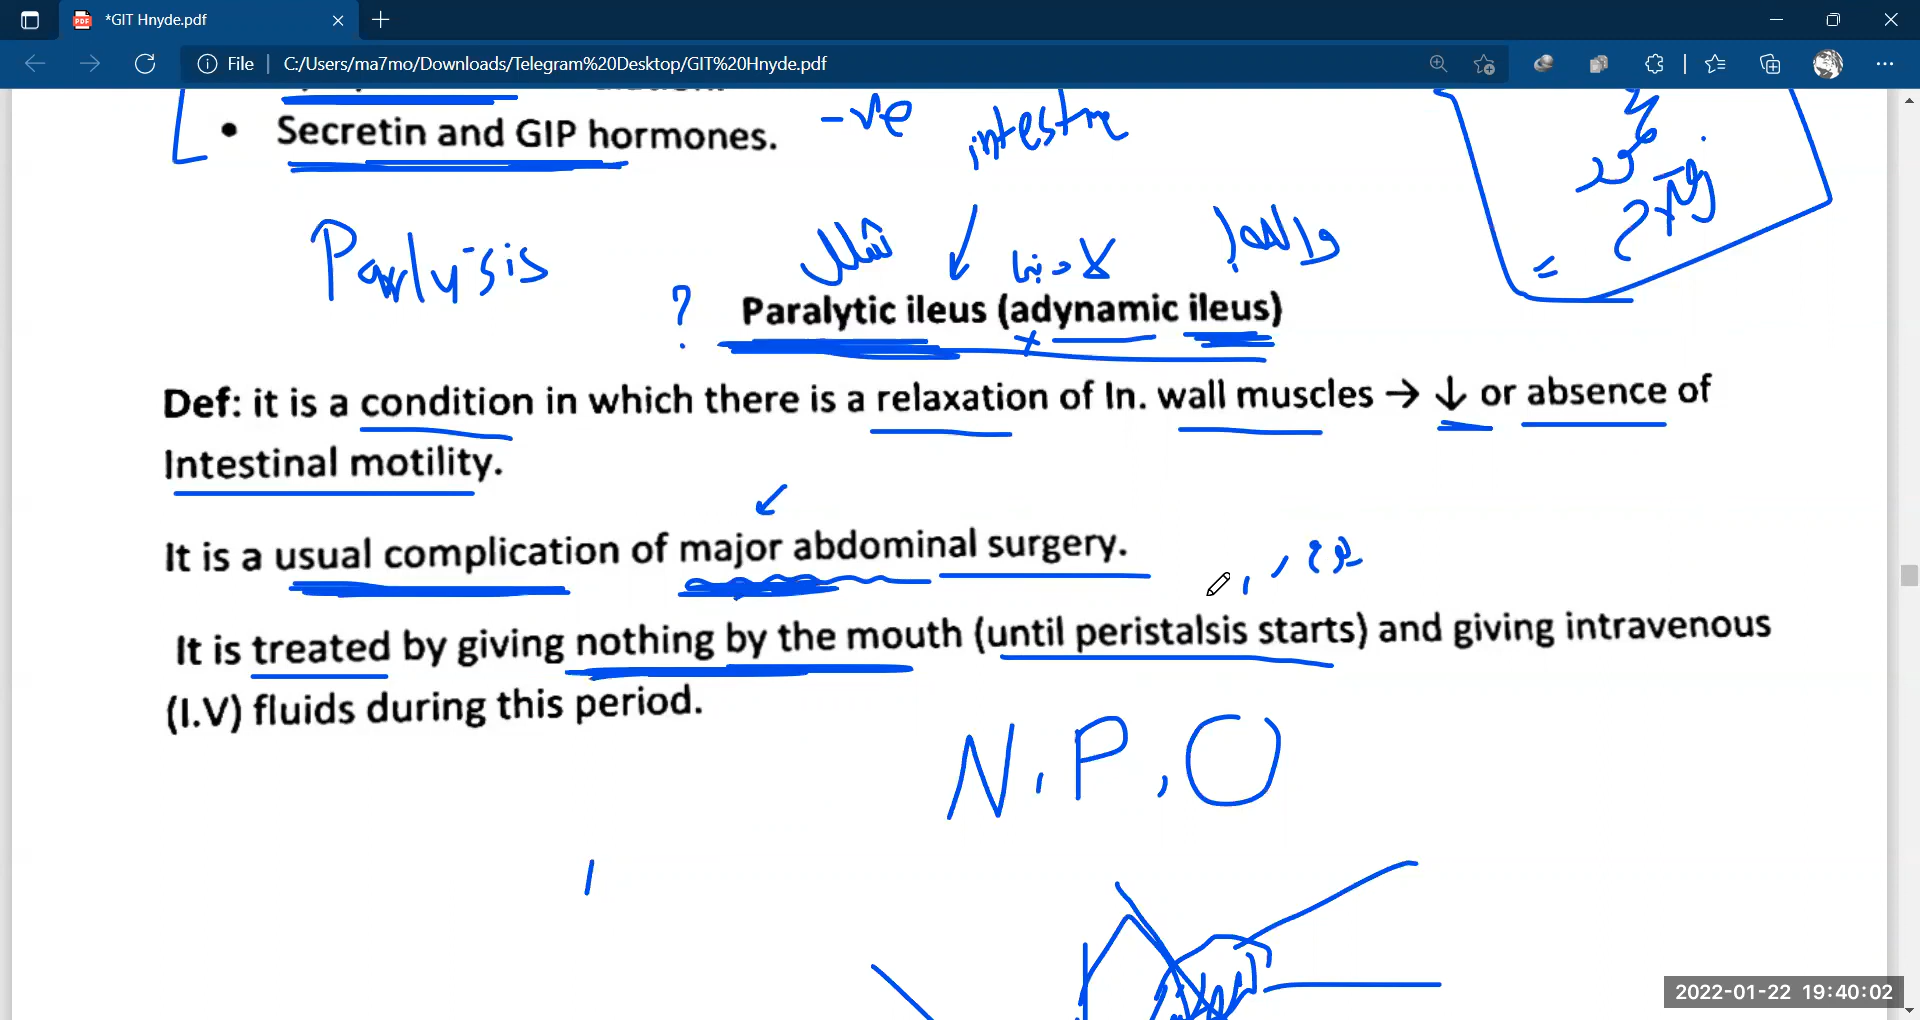 *GIT Hnyde.pdf
File C:/Users/ma7mo/Downloads/Telegram%20Desktop/GIT%20Hnyde.pdf
• Secretin and GIP hormones.
-ve
Parlysis
شلل
?
Paralytic ileus (adynamic ileus)
Def: it is a condition in which there is a relaxation of In. wall muscles → ↓ or absence of
Intestinal motility.
It is a usual complication of major abdominal surgery.
It is treated by giving nothing by the mouth (until peristalsis starts) and giving intravenous
(I.V) fluids during this period.
N.P.O
2022-01-22 19:40:02